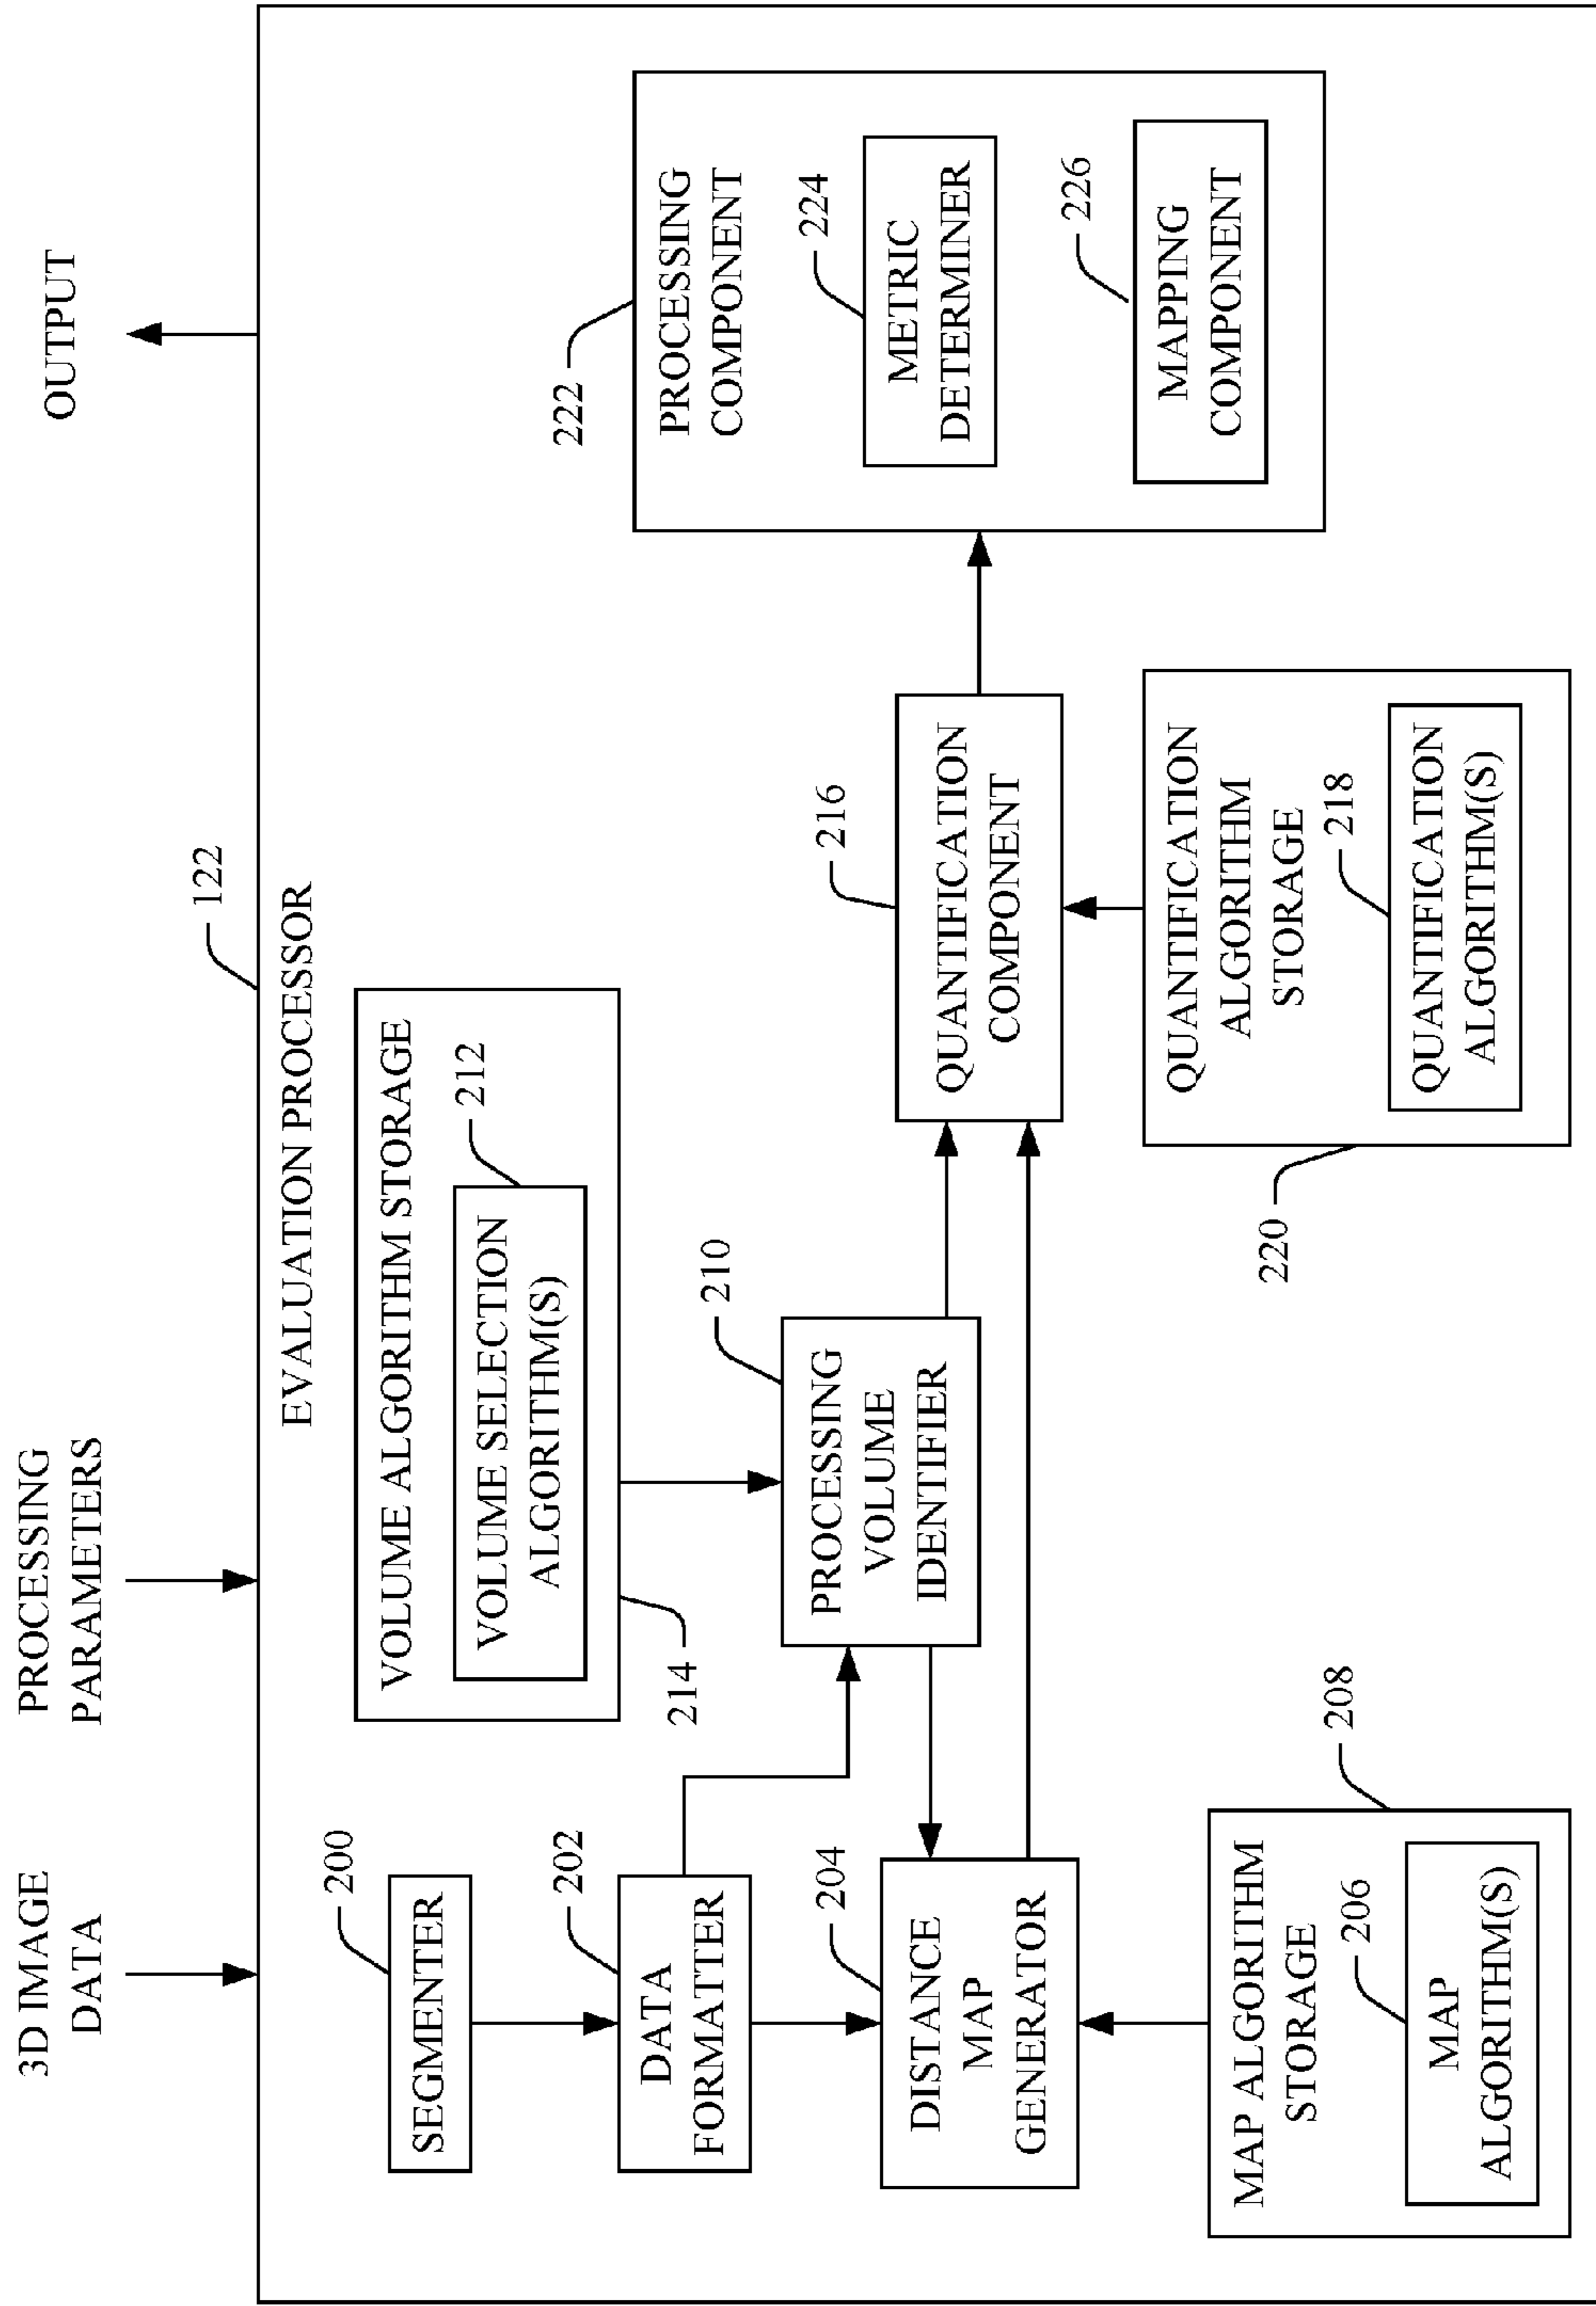 3D IMAGE
DATA
PROCESSING
PARAMETERS
OUTPUT
122
EVALUATION PROCESSOR
200
SEGMENTER
202
DATA
FORMATTER
204
DISTANCE
MAP
GENERATOR
208
MAP ALGORITHM
STORAGE
206
MAP
ALGORITHM(S)
VOLUME ALGORITHM STORAGE
212
VOLUME SELECTION
ALGORITHM(S)
214
210
PROCESSING
VOLUME
IDENTIFIER
216
QUANTIFICATION
COMPONENT
QUANTIFICATION
ALGORITHM
STORAGE
218
QUANTIFICATION
ALGORITHM(S)
220
222
PROCESSING
COMPONENT
224
METRIC
DETERMINER
226
MAPPING
COMPONENT